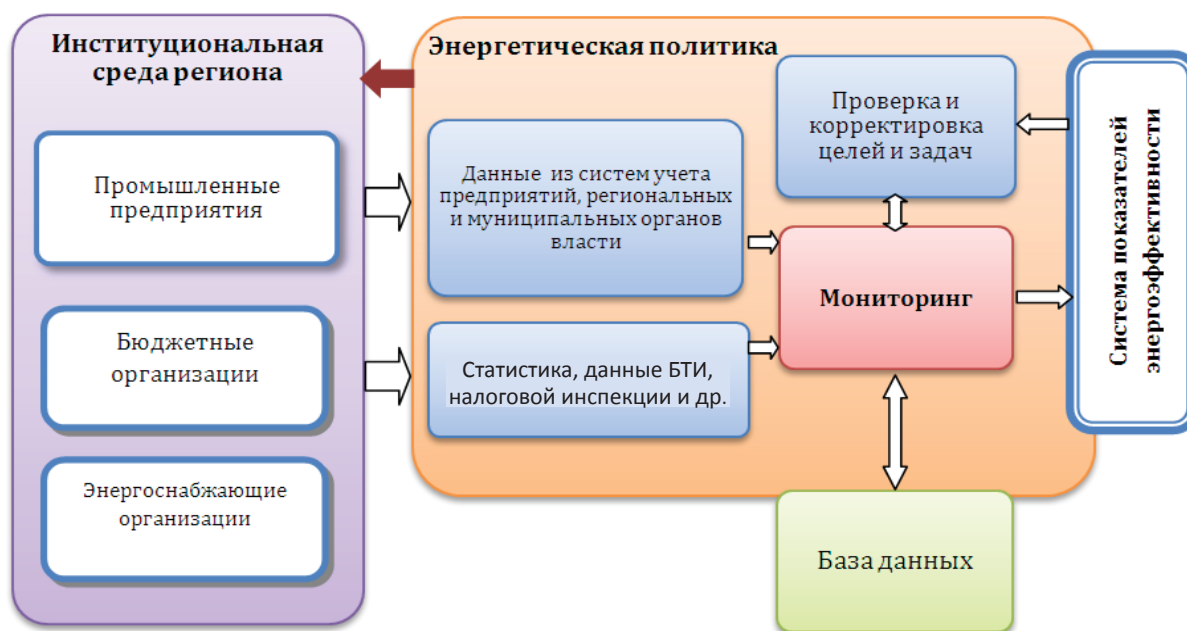 Институциональная
среда региона
Промышленные
предприятия
Бюджетные
организации
Энергоснабжающие
организации
Энергетическая политика
Данные из систем учета
предприятий, региональных
и муниципальных органов
власти
Статистика, данные БТИ,
налоговой инспекции и др.
Проверка и
корректировка
целей и задач
Мониторинг
База данных
Система показателей
энергоэффективности